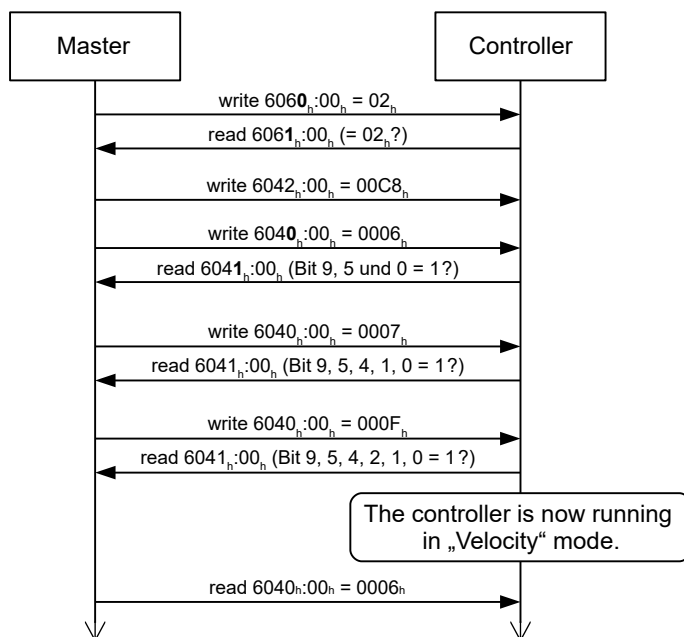 Master
Controller
write 6060h:00h = 02h
read 6061h:00h (= 02h?)
write 6042h:00h = 00C8h
write 6040h:00h = 0006h
read 6041h:00h (Bit 9, 5 und 0 = 1?)
write 6040h:00h = 0007h
read 6041h:00h (Bit 9, 5, 4, 1, 0 = 1?)
write 6040h:00h = 000Fh
read 6041h:00h (Bit 9, 5, 4, 2, 1, 0 = 1?)
The controller is now running
in „Velocity“ mode.
read 6040h:00h = 0006h